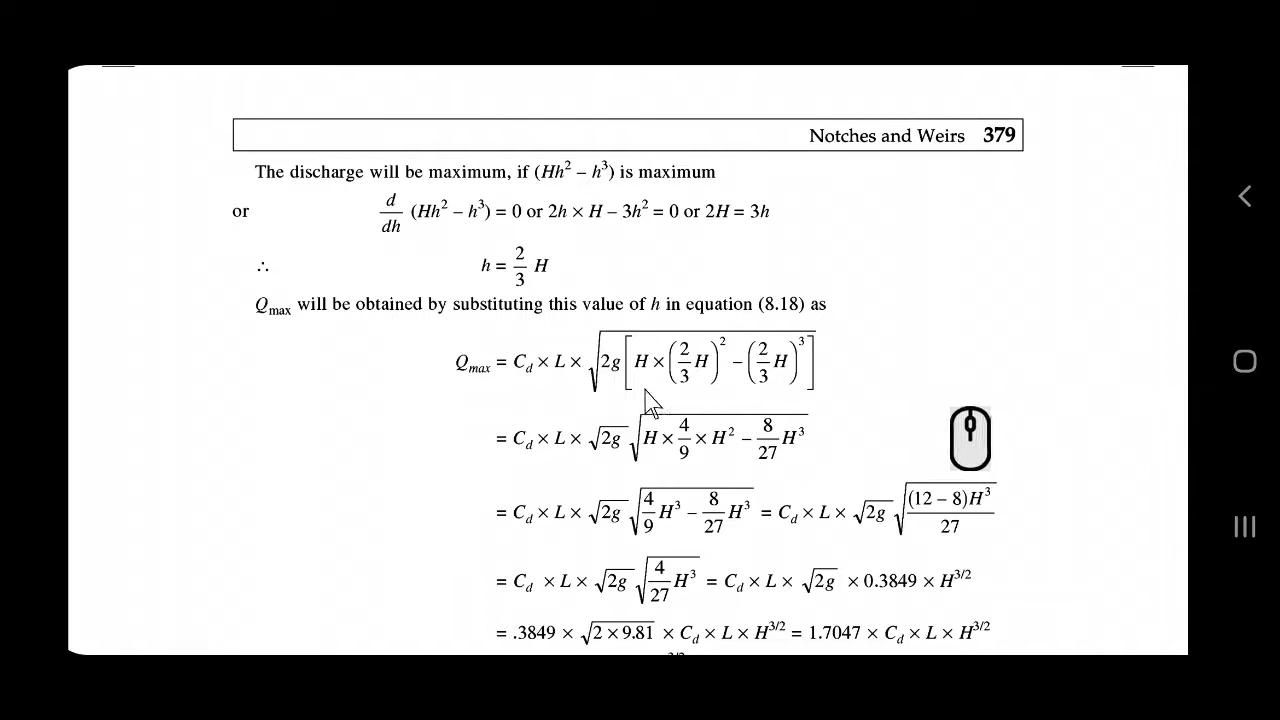 Notches and Weirs 379
The discharge will be maximum, if (Hh² – h³) is maximum
or d/dh (Hh² – h³) = 0 or 2h × H – 3h² = 0 or 2H = 3h
∴ h = 2/3 H
Q_max will be obtained by substituting this value of h in equation (8.18) as
Q_max = C_d × L × √(2g[H × (2/3 H)² – (2/3 H)³])
= C_d × L × √(2g) √(H × 4/9 × H² – 8/27 H³)
= C_d × L × √(2g) √(4/9 H³ – 8/27 H³) = C_d × L × √(2g) √((12 – 8)H³/27)
= C_d × L × √(2g) √(4/27 H³) = C_d × L × √(2g) × 0.3849 × H^3/2
= .3849 × √(2 × 9.81) × C_d × L × H^3/2 = 1.7047 × C_d × L × H^3/2